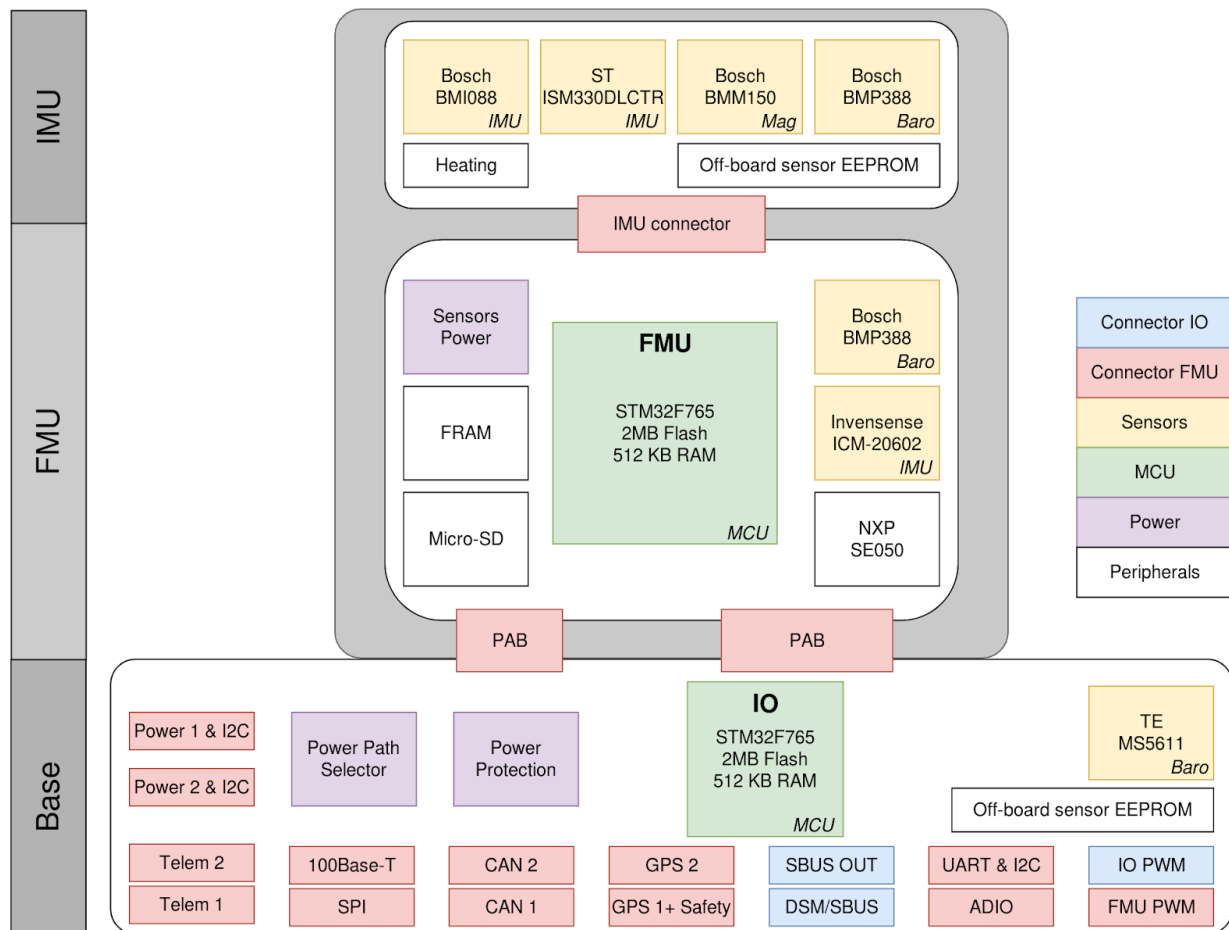 IMU
Bosch
BMI088
IMU
ST
ISM330DLCTR
IMU
Bosch
BMM150
Mag
Bosch
BMP388
Baro
Heating
Off-board sensor EEPROM
IMU connector
FMU
Sensors
Power
FRAM
Micro-SD
FMU
STM32F765
2MB Flash
512 KB RAM
MCU
Bosch
BMP388
Baro
Invensense
ICM-20602
IMU
NXP
SE050
Connector IO
Connector FMU
Sensors
MCU
Power
Peripherals
PAB
PAB
Base
Power 1 & I2C
Power 2 & I2C
Power Path
Selector
Power
Protection
IO
STM32F765
2MB Flash
512 KB RAM
MCU
TE
MS5611
Baro
Off-board sensor EEPROM
Telem 2
100Base-T
CAN 2
GPS 2
SBUS OUT
UART & I2C
IO PWM
Telem 1
SPI
CAN 1
GPS 1+ Safety
DSM/SBUS
ADIO
FMU PWM